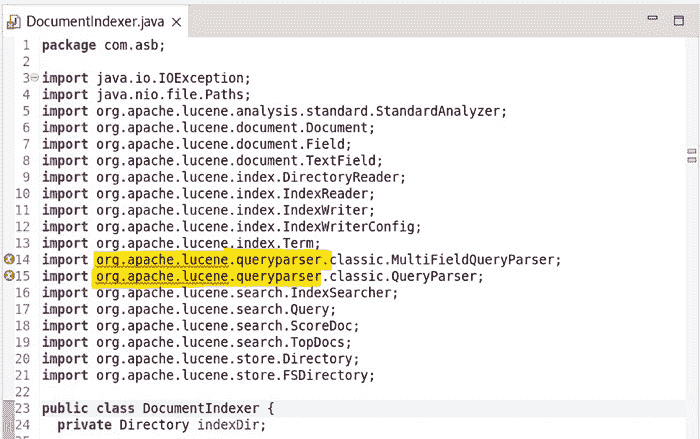 DocumentIndexer.java
1 package com.asb;
2
3 import java.io.IOException;
4 import java.nio.file.Paths;
5 import org.apache.lucene.analysis.standard.StandardAnalyzer;
6 import org.apache.lucene.document.Document;
7 import org.apache.lucene.document.Field;
8 import org.apache.lucene.document.TextField;
9 import org.apache.lucene.index.DirectoryReader;
10 import org.apache.lucene.index.IndexReader;
11 import org.apache.lucene.index.IndexWriter;
12 import org.apache.lucene.index.IndexWriterConfig;
13 import org.apache.lucene.index.Term;
14 import org.apache.lucene.queryparser.classic.MultiFieldQueryParser;
15 import org.apache.lucene.queryparser.classic.QueryParser;
16 import org.apache.lucene.search.IndexSearcher;
17 import org.apache.lucene.search.Query;
18 import org.apache.lucene.search.ScoreDoc;
19 import org.apache.lucene.search.TopDocs;
20 import org.apache.lucene.store.Directory;
21 import org.apache.lucene.store.FSDirectory;
22
23 public class DocumentIndexer {
24 private Directory indexDir;